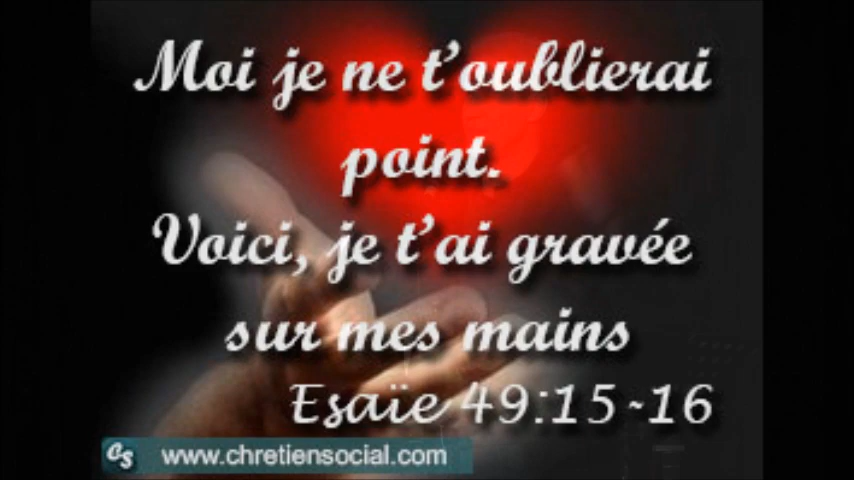 Moi je ne t'oublierai
point.
Voici, je t'ai gravée
sur mes mains
Esaïe 49:15-16
CS www.chretiensocial.com